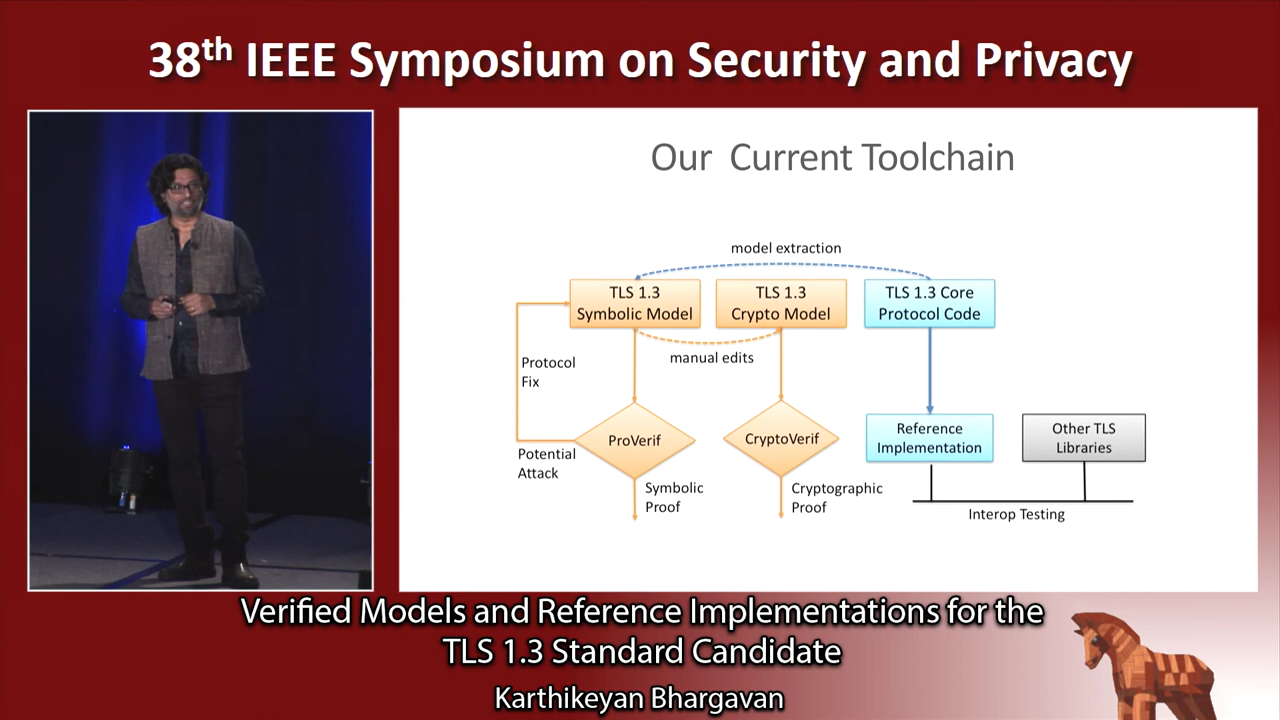 38th IEEE Symposium on Security and Privacy
Our Current Toolchain
model extraction
TLS 1.3
Symbolic Model
TLS 1.3
Crypto Model
TLS 1.3 Core
Protocol Code
manual edits
Protocol
Fix
ProVerif
CryptoVerif
Reference
Implementation
Other TLS
Libraries
Potential
Attack
Symbolic
Proof
Cryptographic
Proof
Interop Testing
Verified Models and Reference Implementations for the
TLS 1.3 Standard Candidate
Karthikeyan Bhargavan